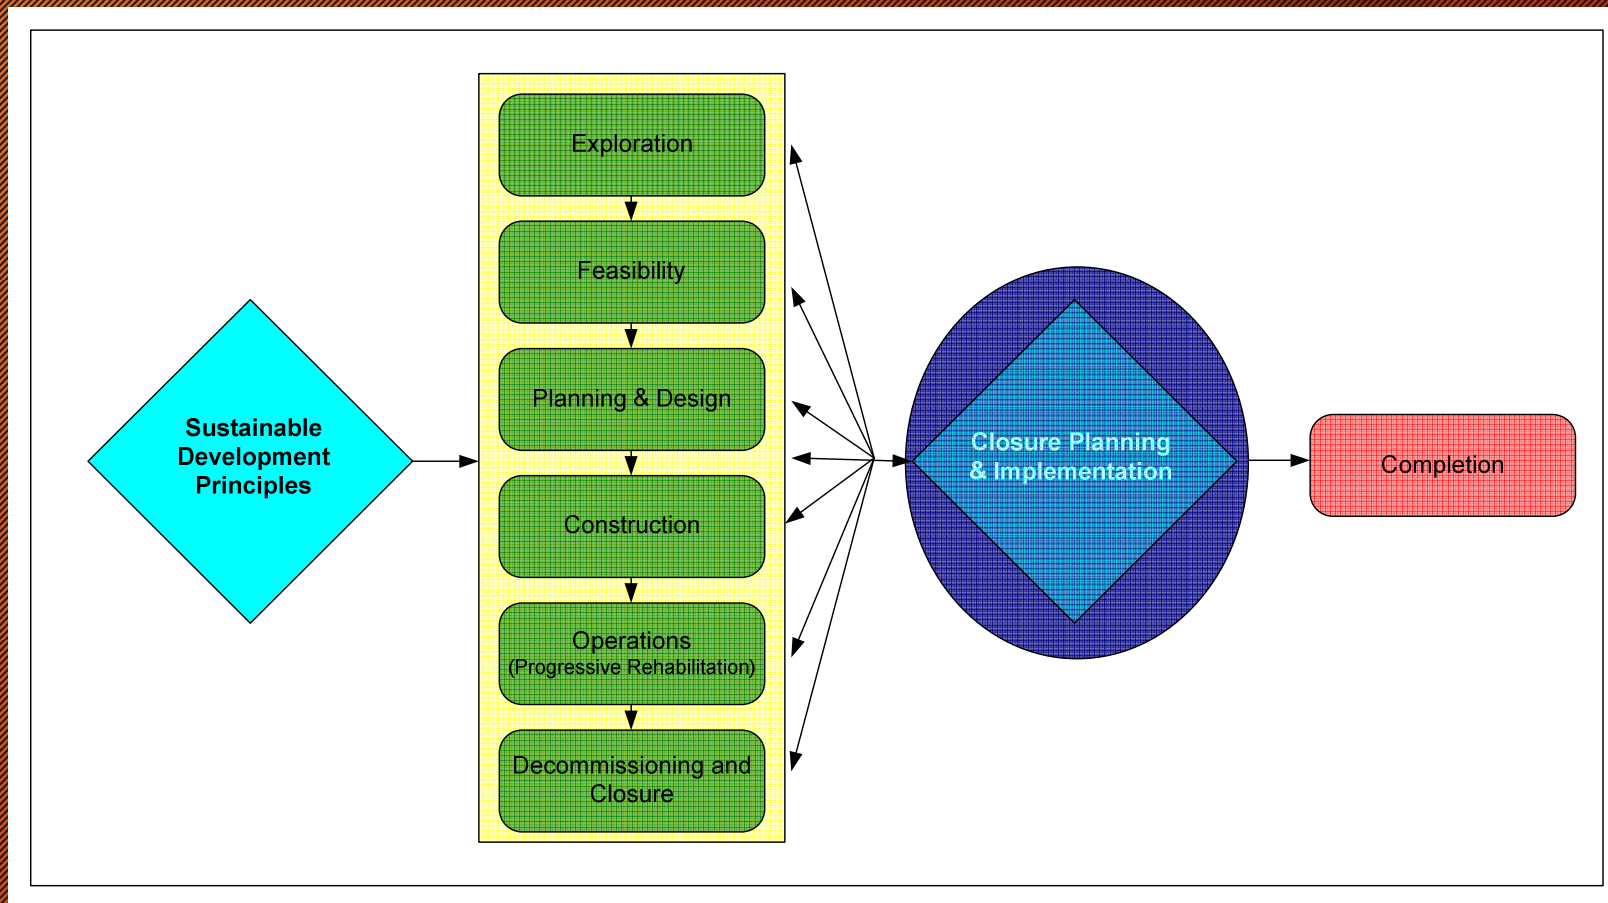 Exploration
Feasibility
Planning & Design
Sustainable
Development
Principles
Closure Planning
& Implementation
Completion
Construction
Operations
(Progressive Rehabilitation)
Decommissioning and
Closure